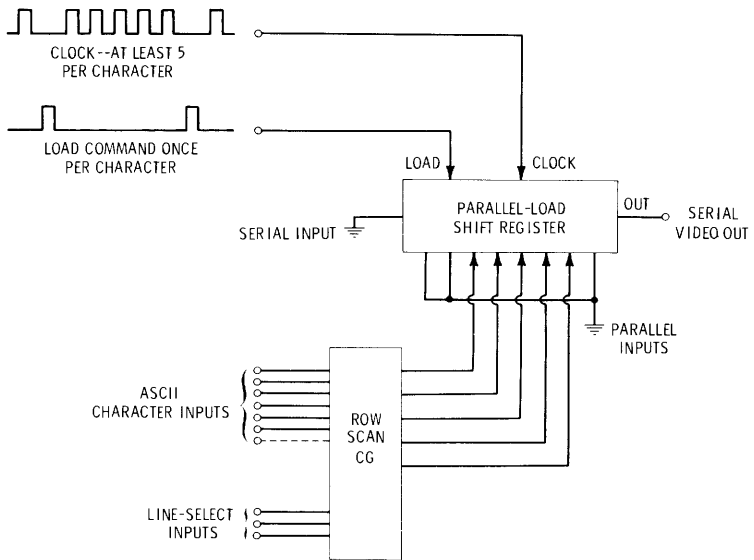 CLOCK--AT LEAST 5
PER CHARACTER
LOAD COMMAND ONCE
PER CHARACTER
LOAD
CLOCK
PARALLEL-LOAD
SHIFT REGISTER
OUT
SERIAL
VIDEO OUT
SERIAL INPUT
PARALLEL
INPUTS
ASCII
CHARACTER INPUTS
ROW
SCAN
CG
LINE-SELECT
INPUTS